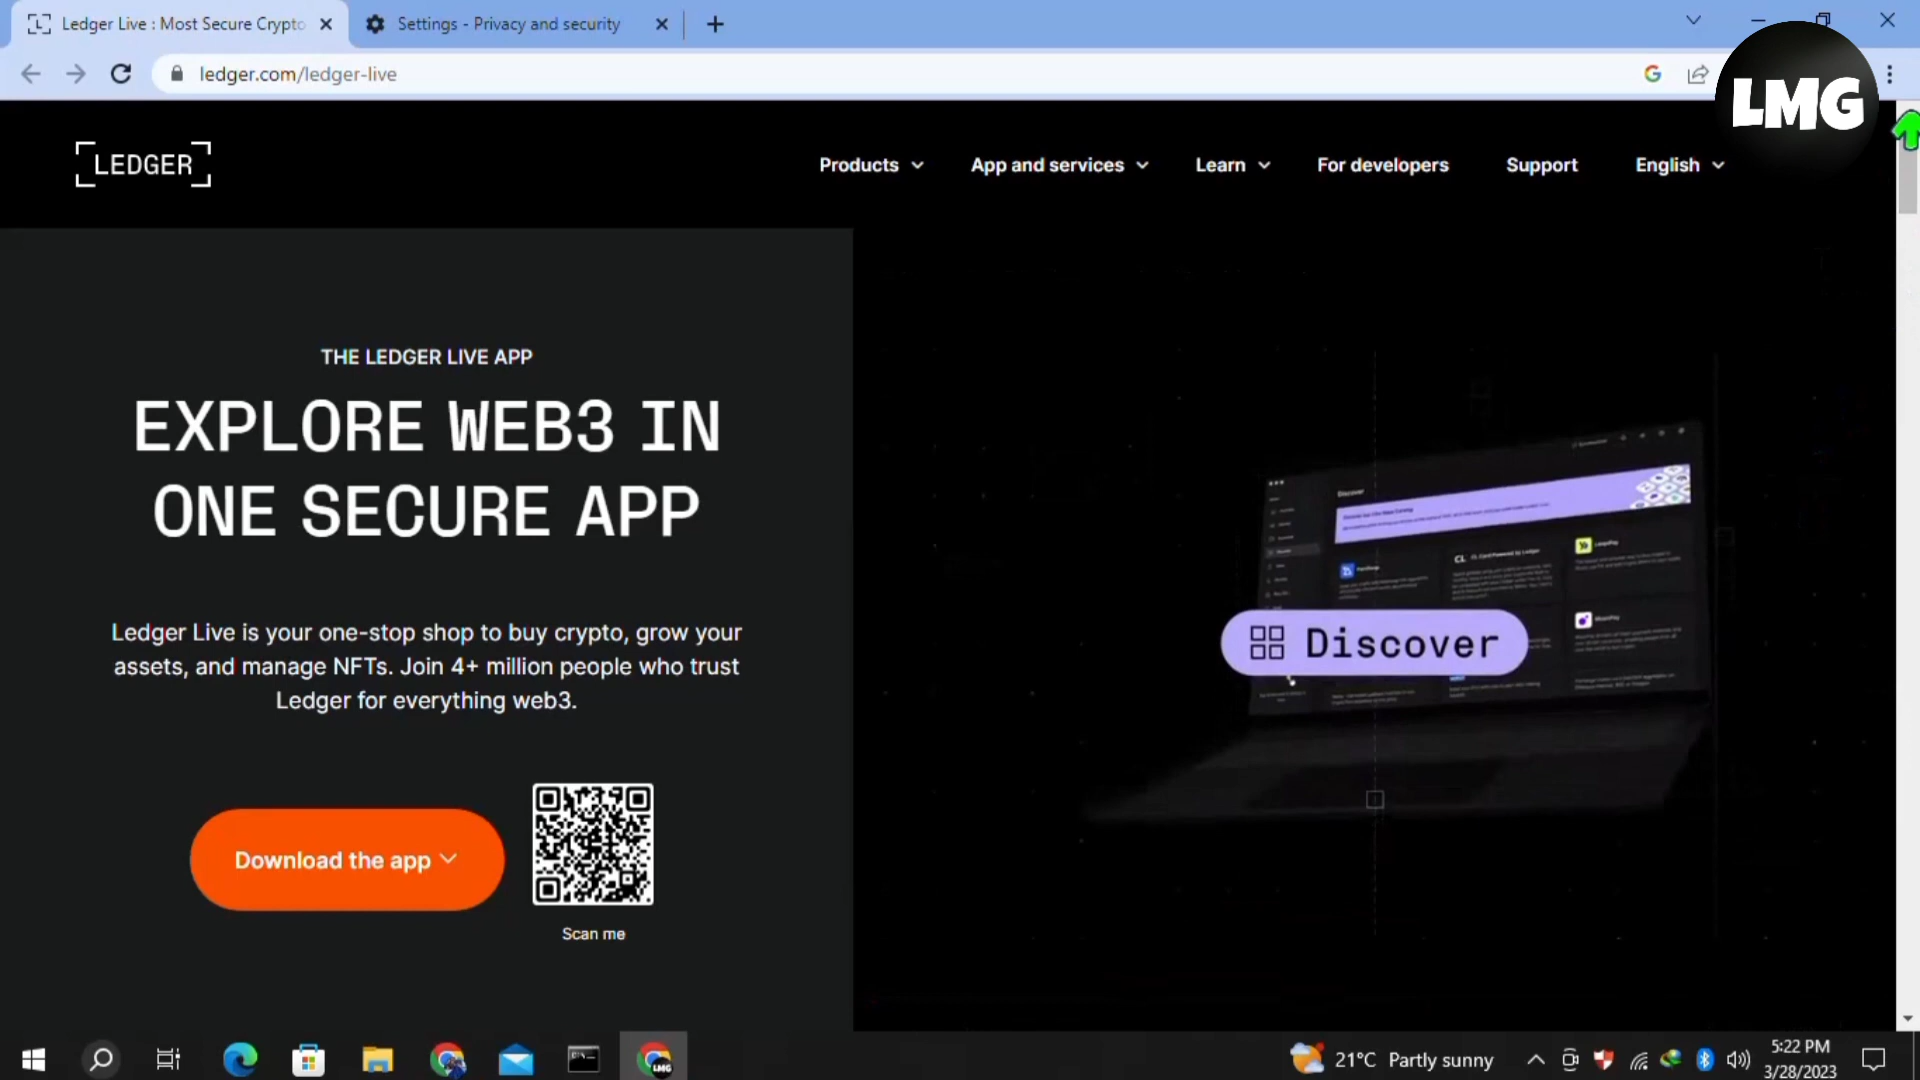 Ledger Live : Most Secure Crypto
Settings - Privacy and security
ledger.com/ledger-live
LMG
LEDGER
Products
App and services
Learn
For developers
Support
English
THE LEDGER LIVE APP
EXPLORE WEB3 IN
ONE SECURE APP
Ledger Live is your one-stop shop to buy crypto, grow your
assets, and manage NFTs. Join 4+ million people who trust
Ledger for everything web3.
Download the app
Scan me
Discover
Discover
21°C Partly sunny
5:22 PM
3/28/2023
LMG